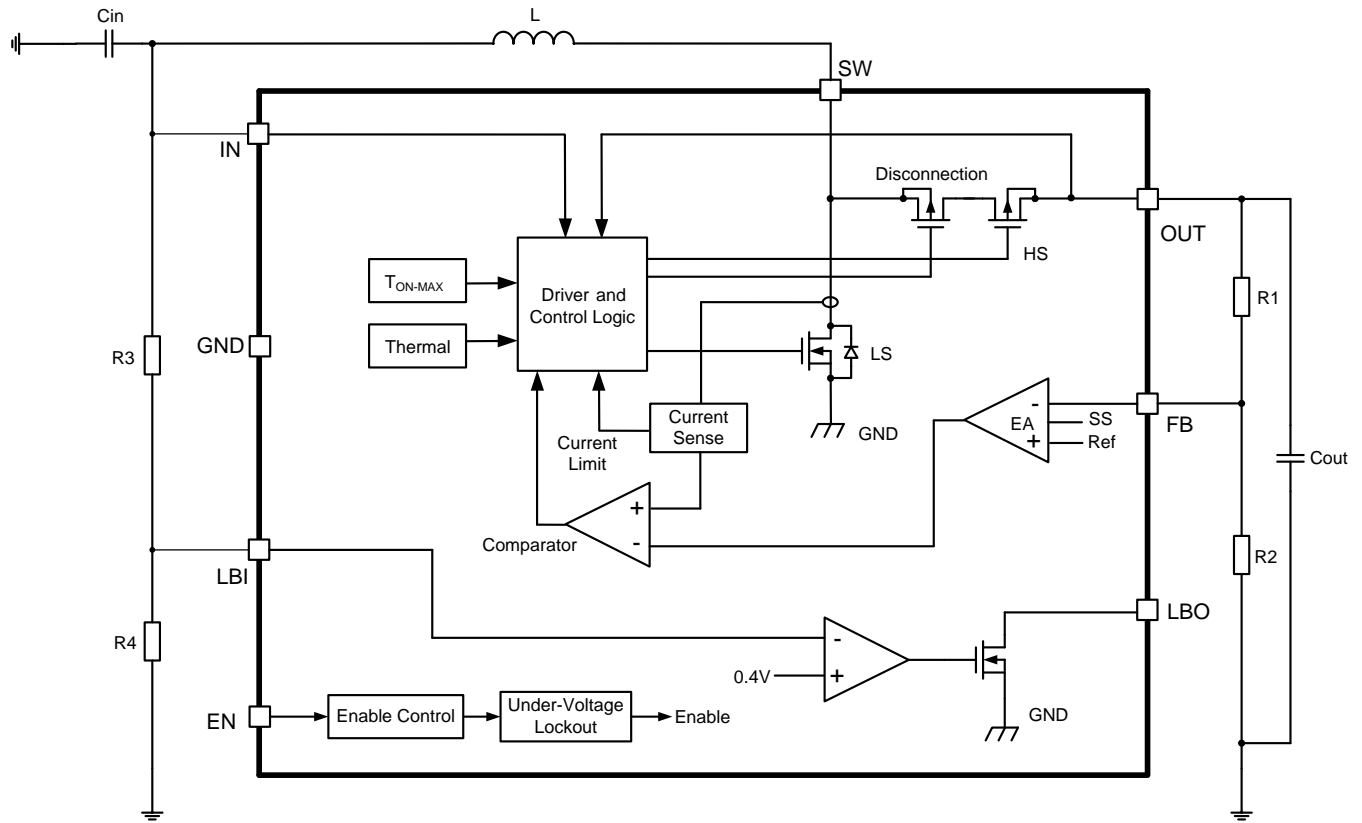 Cin
L
SW
IN
Disconnection
OUT
HS
T_ON-MAX
Driver and
Control Logic
R1
Thermal
LS
GND
R3
Current
Sense
GND
EA
-
SS
+
Ref
FB
Current
Limit
Cout
+
-
Comparator
R2
LBI
LBO
R4
-
0.4V
+
EN
Enable Control
Under-Voltage
Lockout
Enable
GND